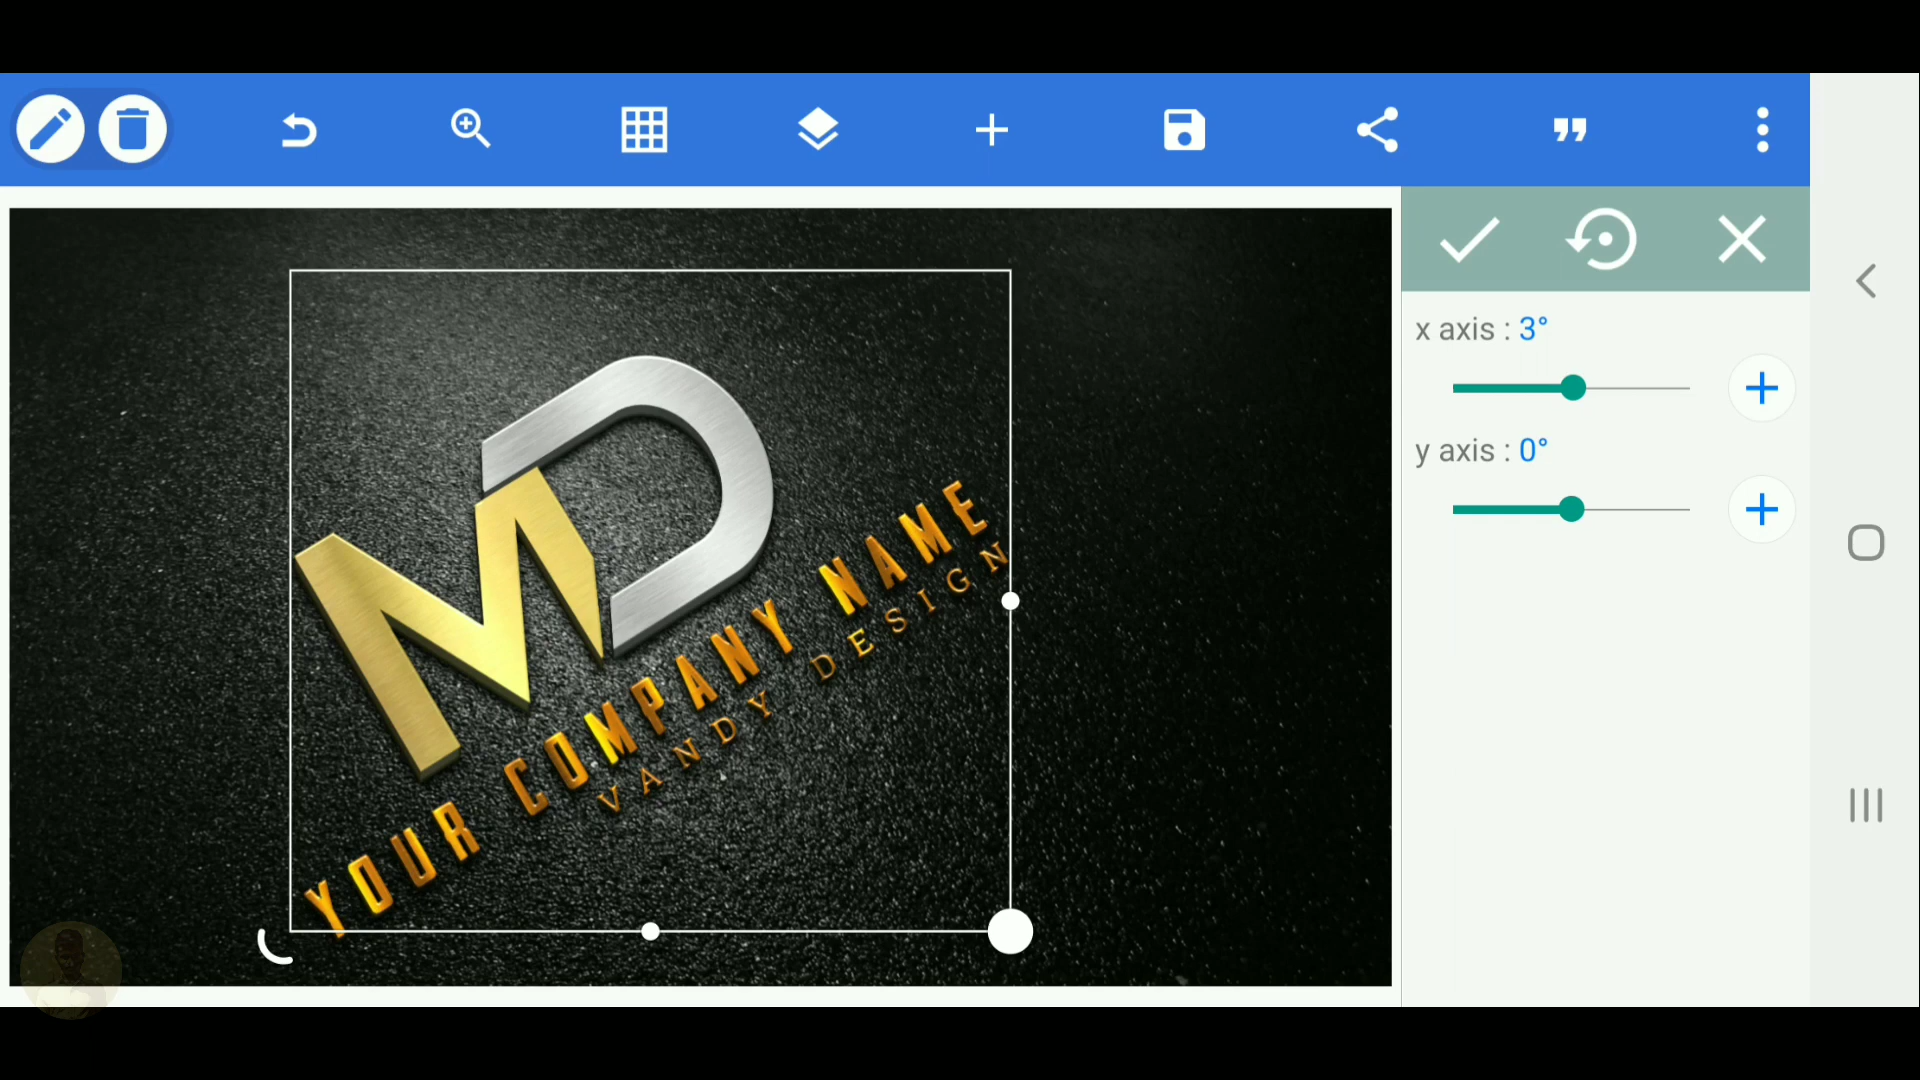 MD
YOUR COMPANY NAME
VANDY DESIGN
x axis : 3°
y axis : 0°